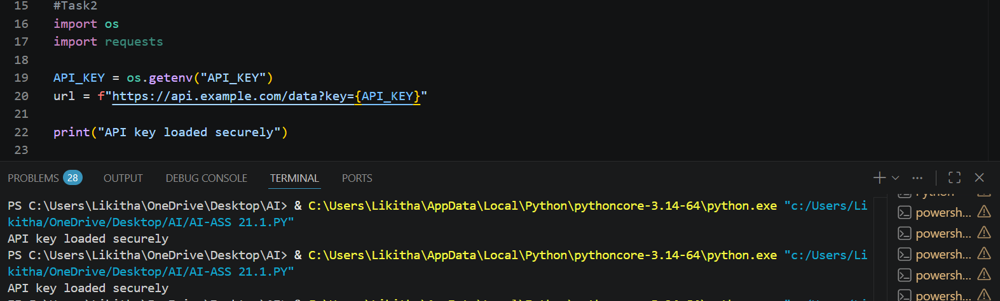 15 #Task2
16 import os
17 import requests
18
19 API_KEY = os.getenv("API_KEY")
20 url = f"https://api.example.com/data?key={API_KEY}"
21
22 print("API key loaded securely")
23
PROBLEMS 28 OUTPUT DEBUG CONSOLE TERMINAL PORTS
PS C:\Users\Likitha\OneDrive\Desktop\AI> & C:\Users\Likitha\AppData\Local\Python\pythoncore-3.14-64\python.exe "c:/Users/Li
kitha/OneDrive/Desktop/AI/AI-ASS 21.1.PY"
API key loaded securely
PS C:\Users\Likitha\OneDrive\Desktop\AI> & C:\Users\Likitha\AppData\Local\Python\pythoncore-3.14-64\python.exe "c:/Users/Li
kitha/OneDrive/Desktop/AI/AI-ASS 21.1.PY"
API key loaded securely
Python
powersh...
powersh...
powersh...
powersh...
powersh...